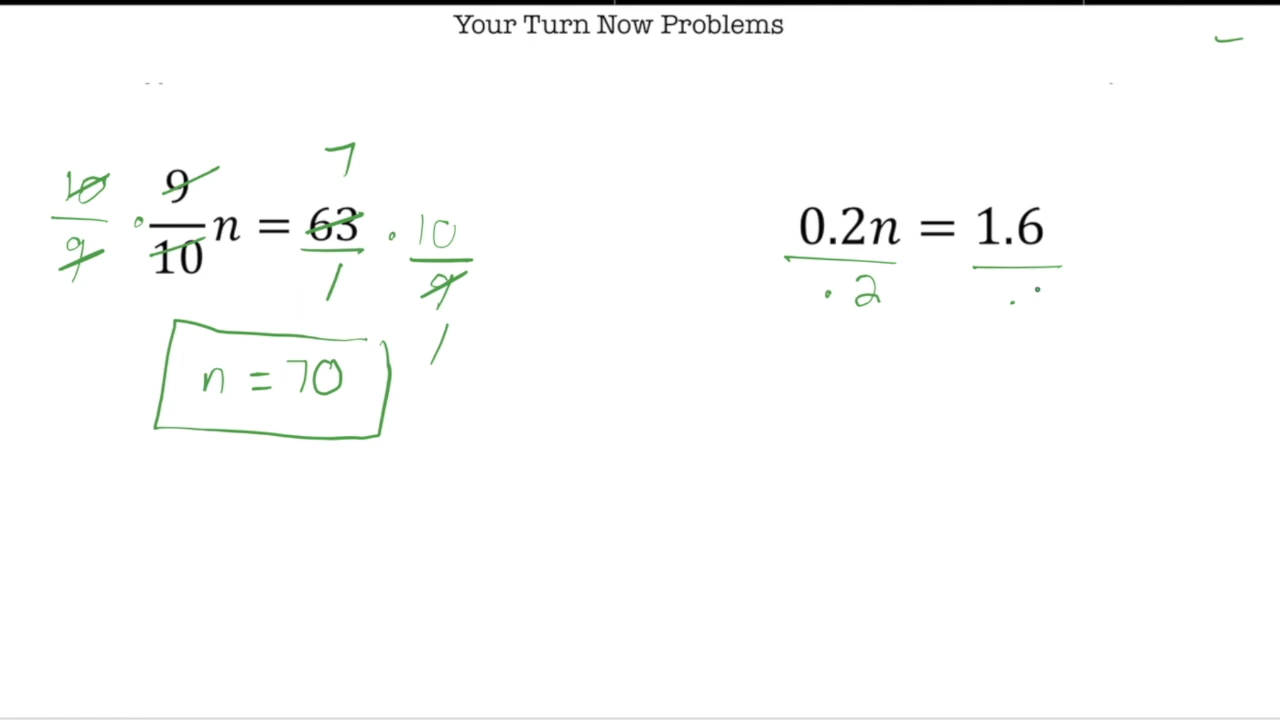 Your Turn Now Problems
10/9 · 9/10 n = 63/1 · 10/9
7
1
n = 70
0.2n = 1.6
.2 .